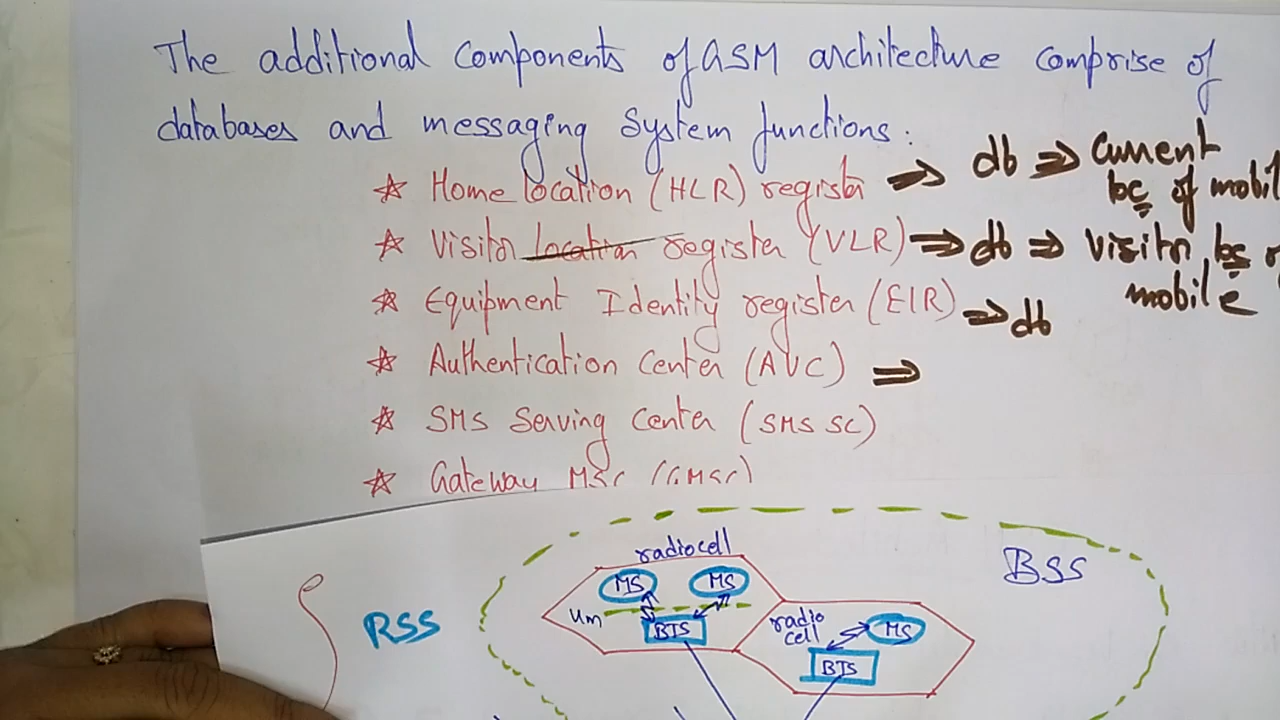 The additional Components of GSM architecture comprise of
databases and messaging System functions:
☆ Home location (HLR) register ⇒ db ⇒ current
loc of mobil
☆ Visitor location register (VLR) ⇒ db ⇒ visitor loc o
mobile
☆ Equipment Identity register (EIR) ⇒ db
☆ Authentication Center (AUC) ⇒
☆ SMS Serving Center (SMS SC)
☆ Gateway MSC (GMSC)
radiocell
BSS
MS MS
Um
RSS
BTS
radio
cell
MS
BTS